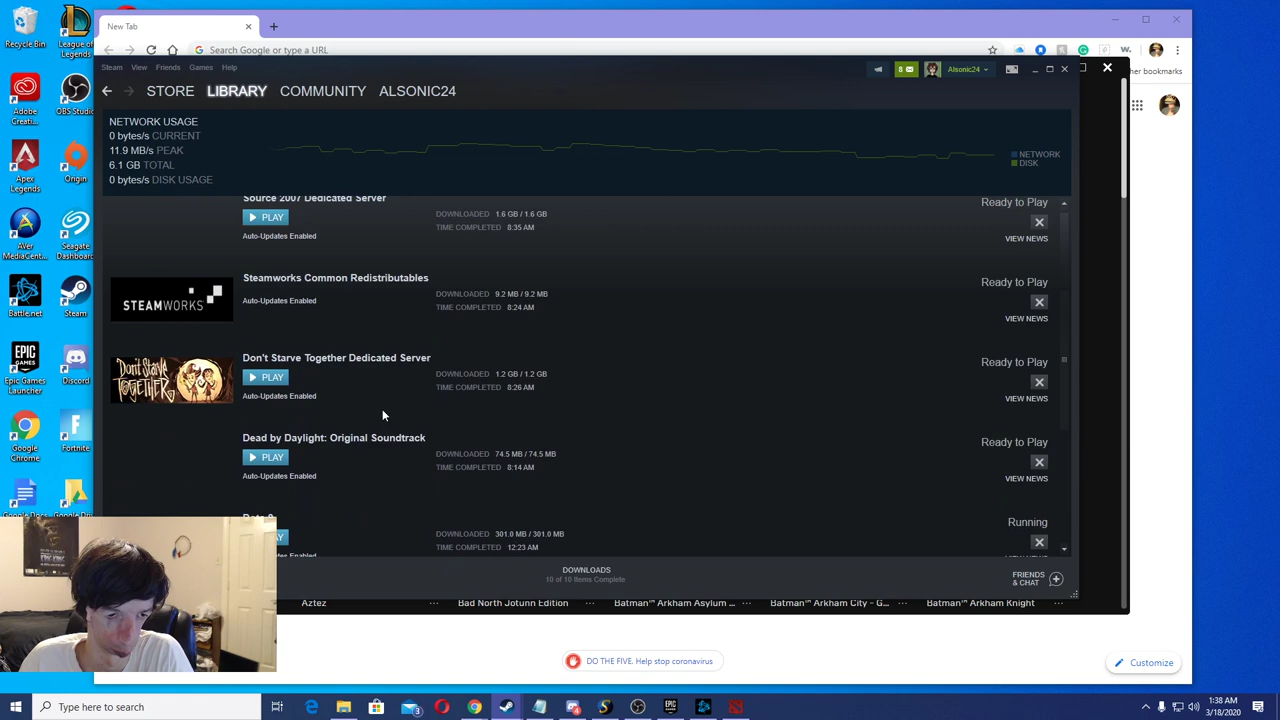 New Tab
Recycle Bin
League of Legends
Search Google or type a URL
Steam View Friends Games Help
8
Alsonic24
her bookmarks
STORE LIBRARY COMMUNITY ALSONIC24
Adobe Creati...
OBS Studio
NETWORK USAGE
0 bytes/s CURRENT
11.9 MB/s PEAK
6.1 GB TOTAL
0 bytes/s DISK USAGE
NETWORK
DISK
Apex Legends
Origin
Source 2007 Dedicated Server
PLAY
Auto-Updates Enabled
DOWNLOADED 1.6 GB / 1.6 GB
TIME COMPLETED 8:35 AM
Ready to Play
VIEW NEWS
AVer MediaCent...
Seagate Dashboard
Steamworks Common Redistributables
STEAMWORKS
Auto-Updates Enabled
DOWNLOADED 9.2 MB / 9.2 MB
TIME COMPLETED 8:24 AM
Ready to Play
VIEW NEWS
Battle.net
Steam
Don't Starve Together Dedicated Server
DON'T STARVE TOGETHER
PLAY
Auto-Updates Enabled
DOWNLOADED 1.2 GB / 1.2 GB
TIME COMPLETED 8:26 AM
Ready to Play
VIEW NEWS
EPIC GAMES
Epic Games Launcher
Discord
Dead by Daylight: Original Soundtrack
PLAY
Auto-Updates Enabled
DOWNLOADED 74.5 MB / 74.5 MB
TIME COMPLETED 8:14 AM
Ready to Play
VIEW NEWS
Google Chrome
Fortnite
DOWNLOADED 301.0 MB / 301.0 MB
TIME COMPLETED 12:23 AM
Running
Google Docs
DOWNLOADS
10 of 10 Items Complete
FRIENDS & CHAT
Aztez
Bad North Jotunn Edition
Batman™ Arkham Asylum ...
Batman™ Arkham City - G...
Batman™ Arkham Knight
DO THE FIVE. Help stop coronavirus
Customize
Type here to search
3
1:38 AM
3/18/2020